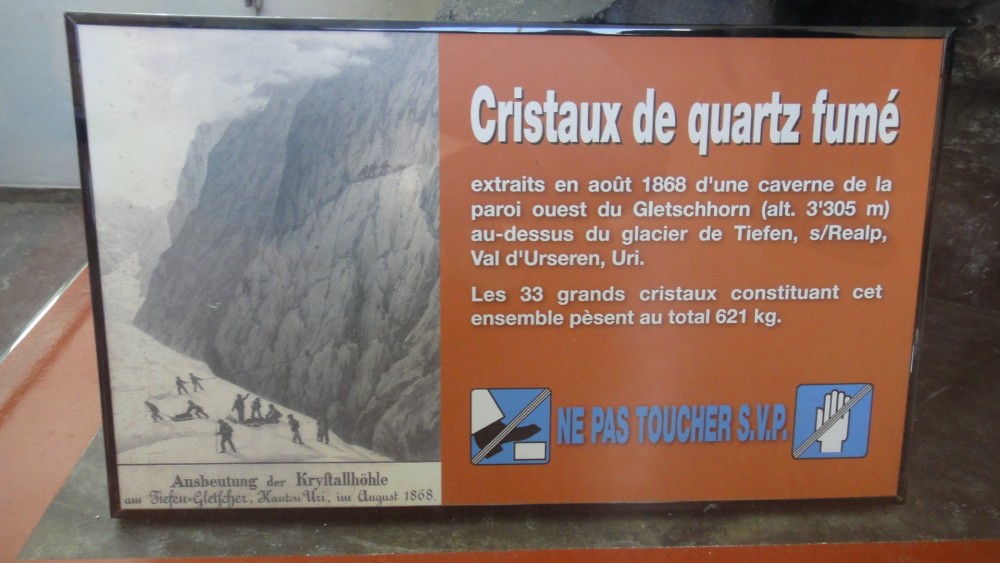 Cristaux de quartz fumé
extraits en août 1868 d'une caverne de la
paroi ouest du Gletschhorn (alt. 3'305 m)
au-dessus du glacier de Tiefen, s/Realp,
Val d'Urseren, Uri.
Les 33 grands cristaux constituant cet
ensemble pèsent au total 621 kg.
NE PAS TOUCHER S.V.P.
Ausbeutung der Kryſtallhöhle
am Tiefen-Gletſcher, Kanton Uri, im August 1868.